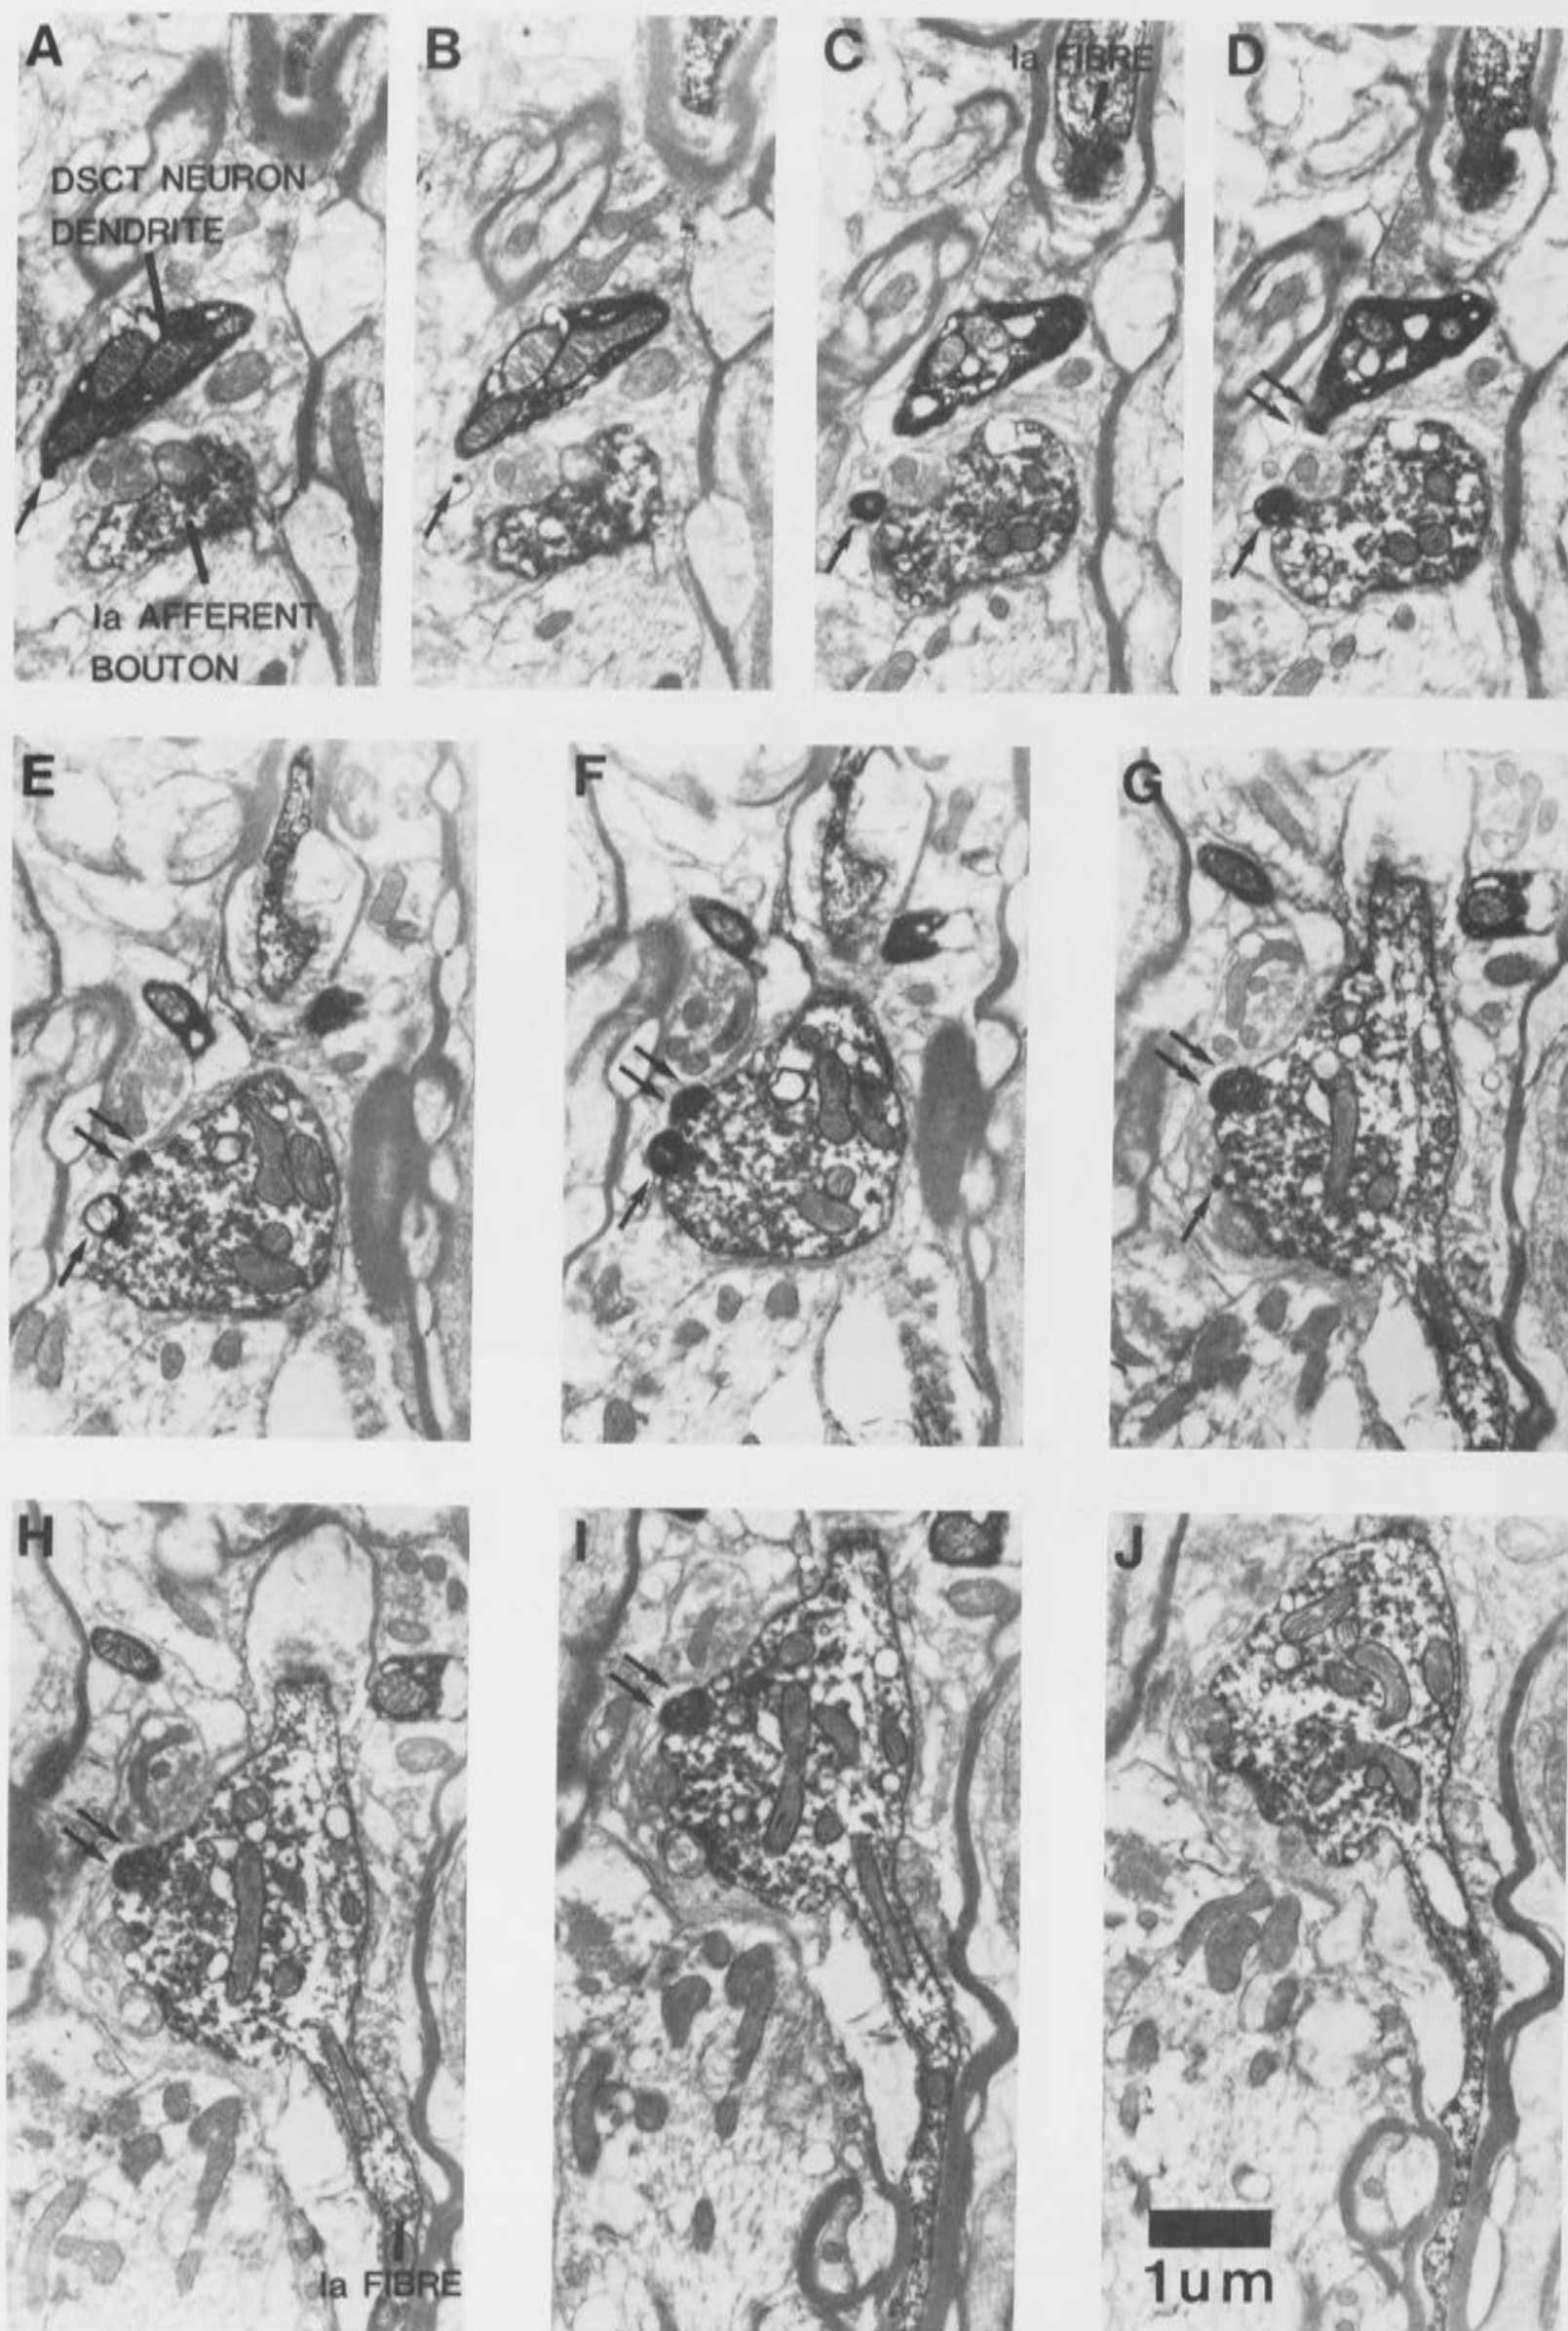 A
B
C
Ia FIBRE
D
DSCT NEURON
DENDRITE
Ia AFFERENT
BOUTON
E
F
G
H
I
J
Ia FIBRE
1um